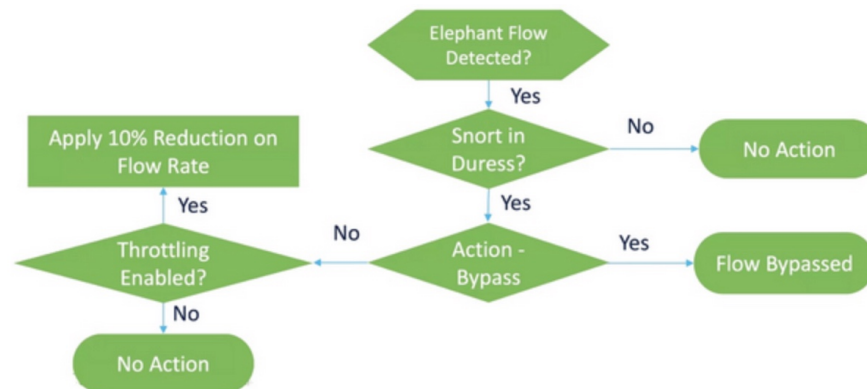 Elephant Flow
Detected?
Yes
Apply 10% Reduction on
Flow Rate
Snort in
Duress?
No
No Action
Yes
Yes
Throttling
Enabled?
No
Action -
Bypass
Yes
Flow Bypassed
No
No Action